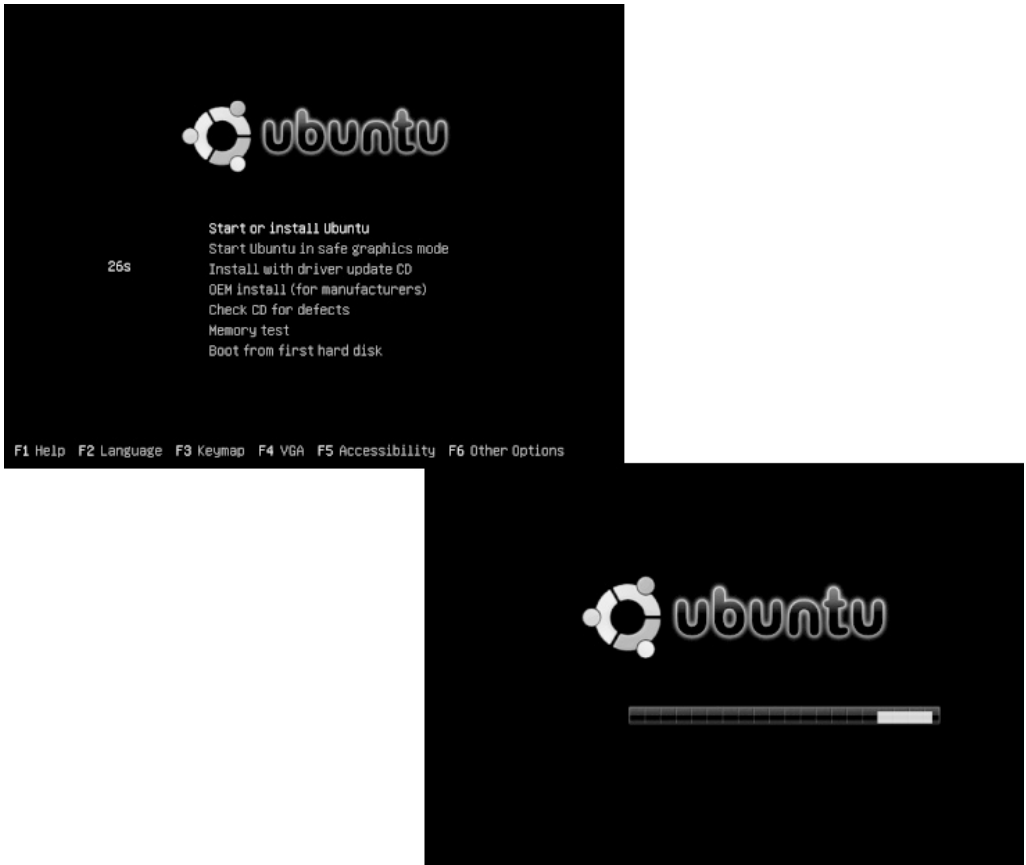 ubuntu
Start or install Ubuntu
Start Ubuntu in safe graphics mode
26s
Install with driver update CD
OEM install (for manufacturers)
Check CD for defects
Memory test
Boot from first hard disk
F1 Help F2 Language F3 Keymap F4 VGA F5 Accessibility F6 Other Options
ubuntu